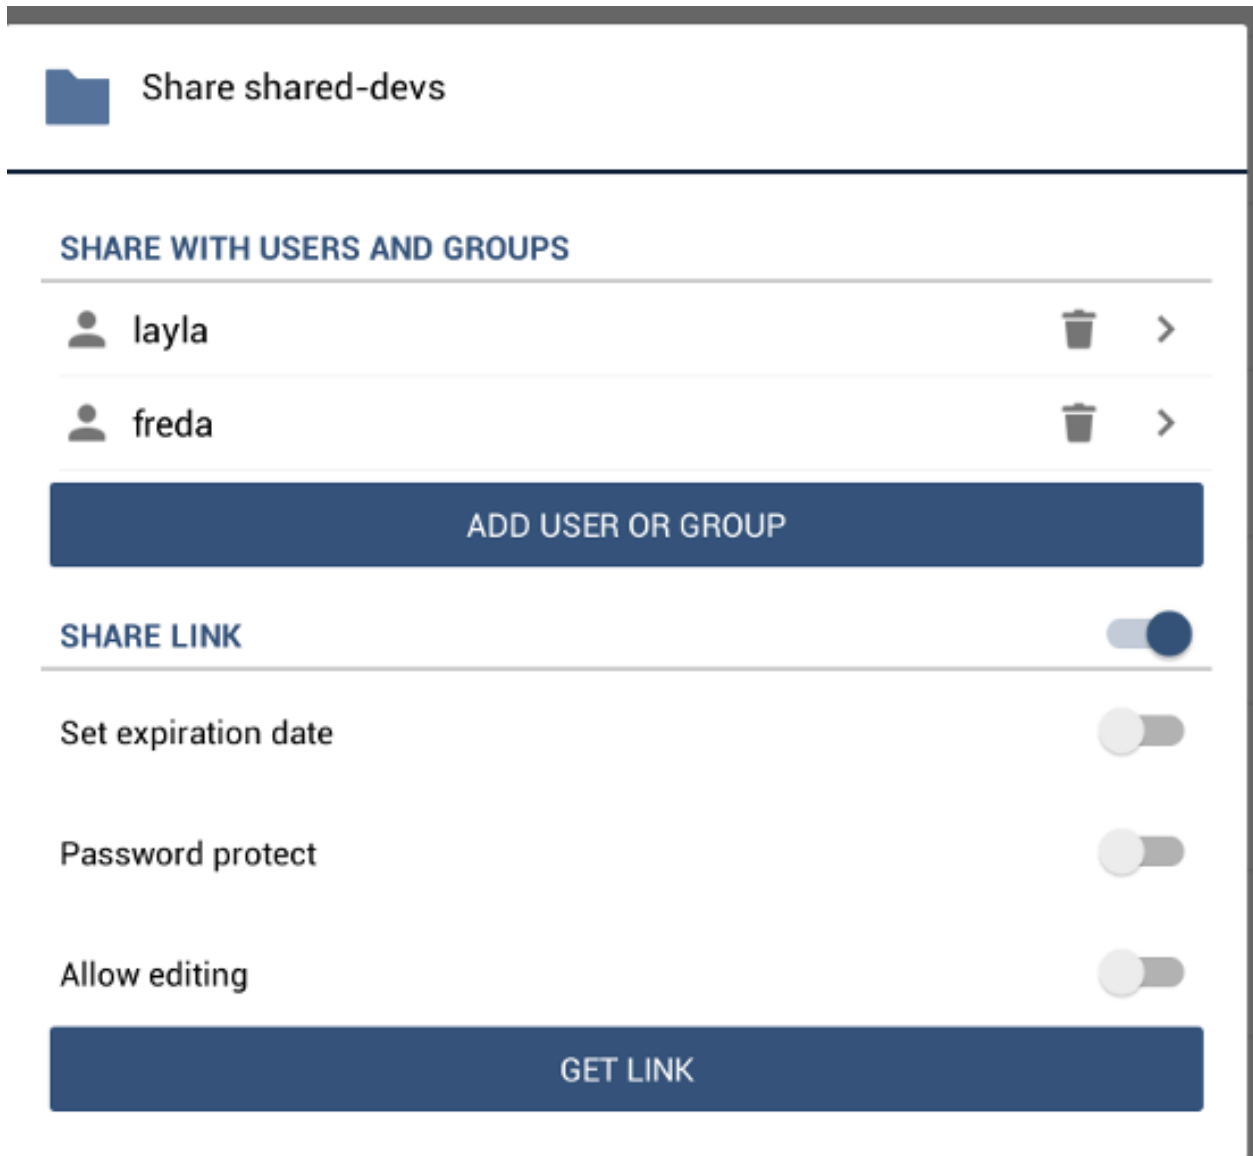 Share shared-devs
SHARE WITH USERS AND GROUPS
layla
freda
ADD USER OR GROUP
SHARE LINK
Set expiration date
Password protect
Allow editing
GET LINK